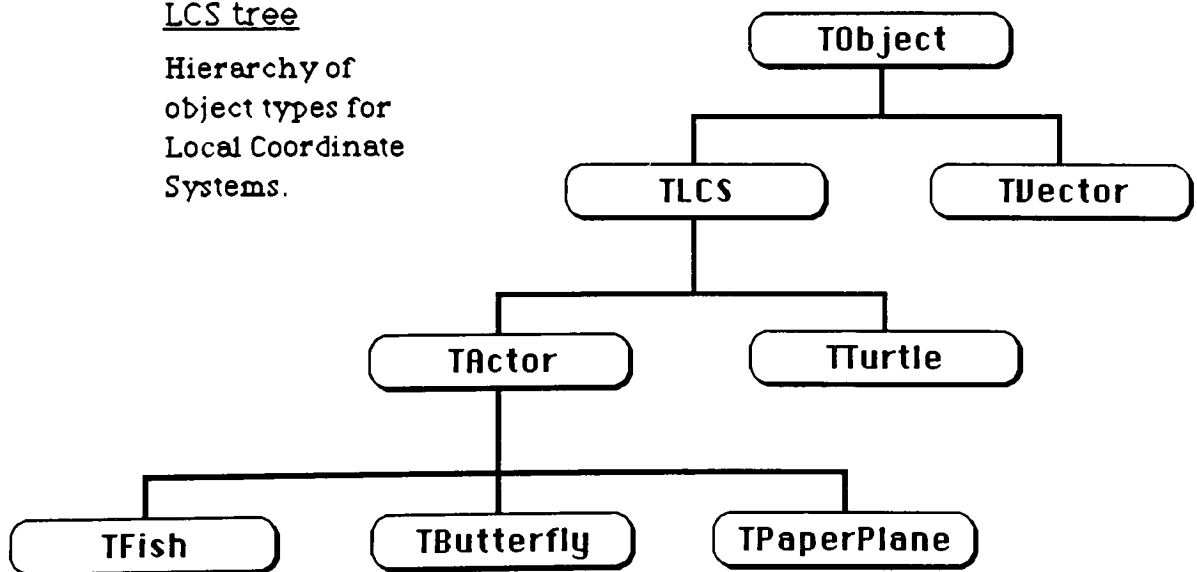 LCS tree
Hierarchy of
object types for
Local Coordinate
Systems.
TObject
TLCS
TVector
TActor
TTurtle
TFish
TButterfly
TPaperPlane